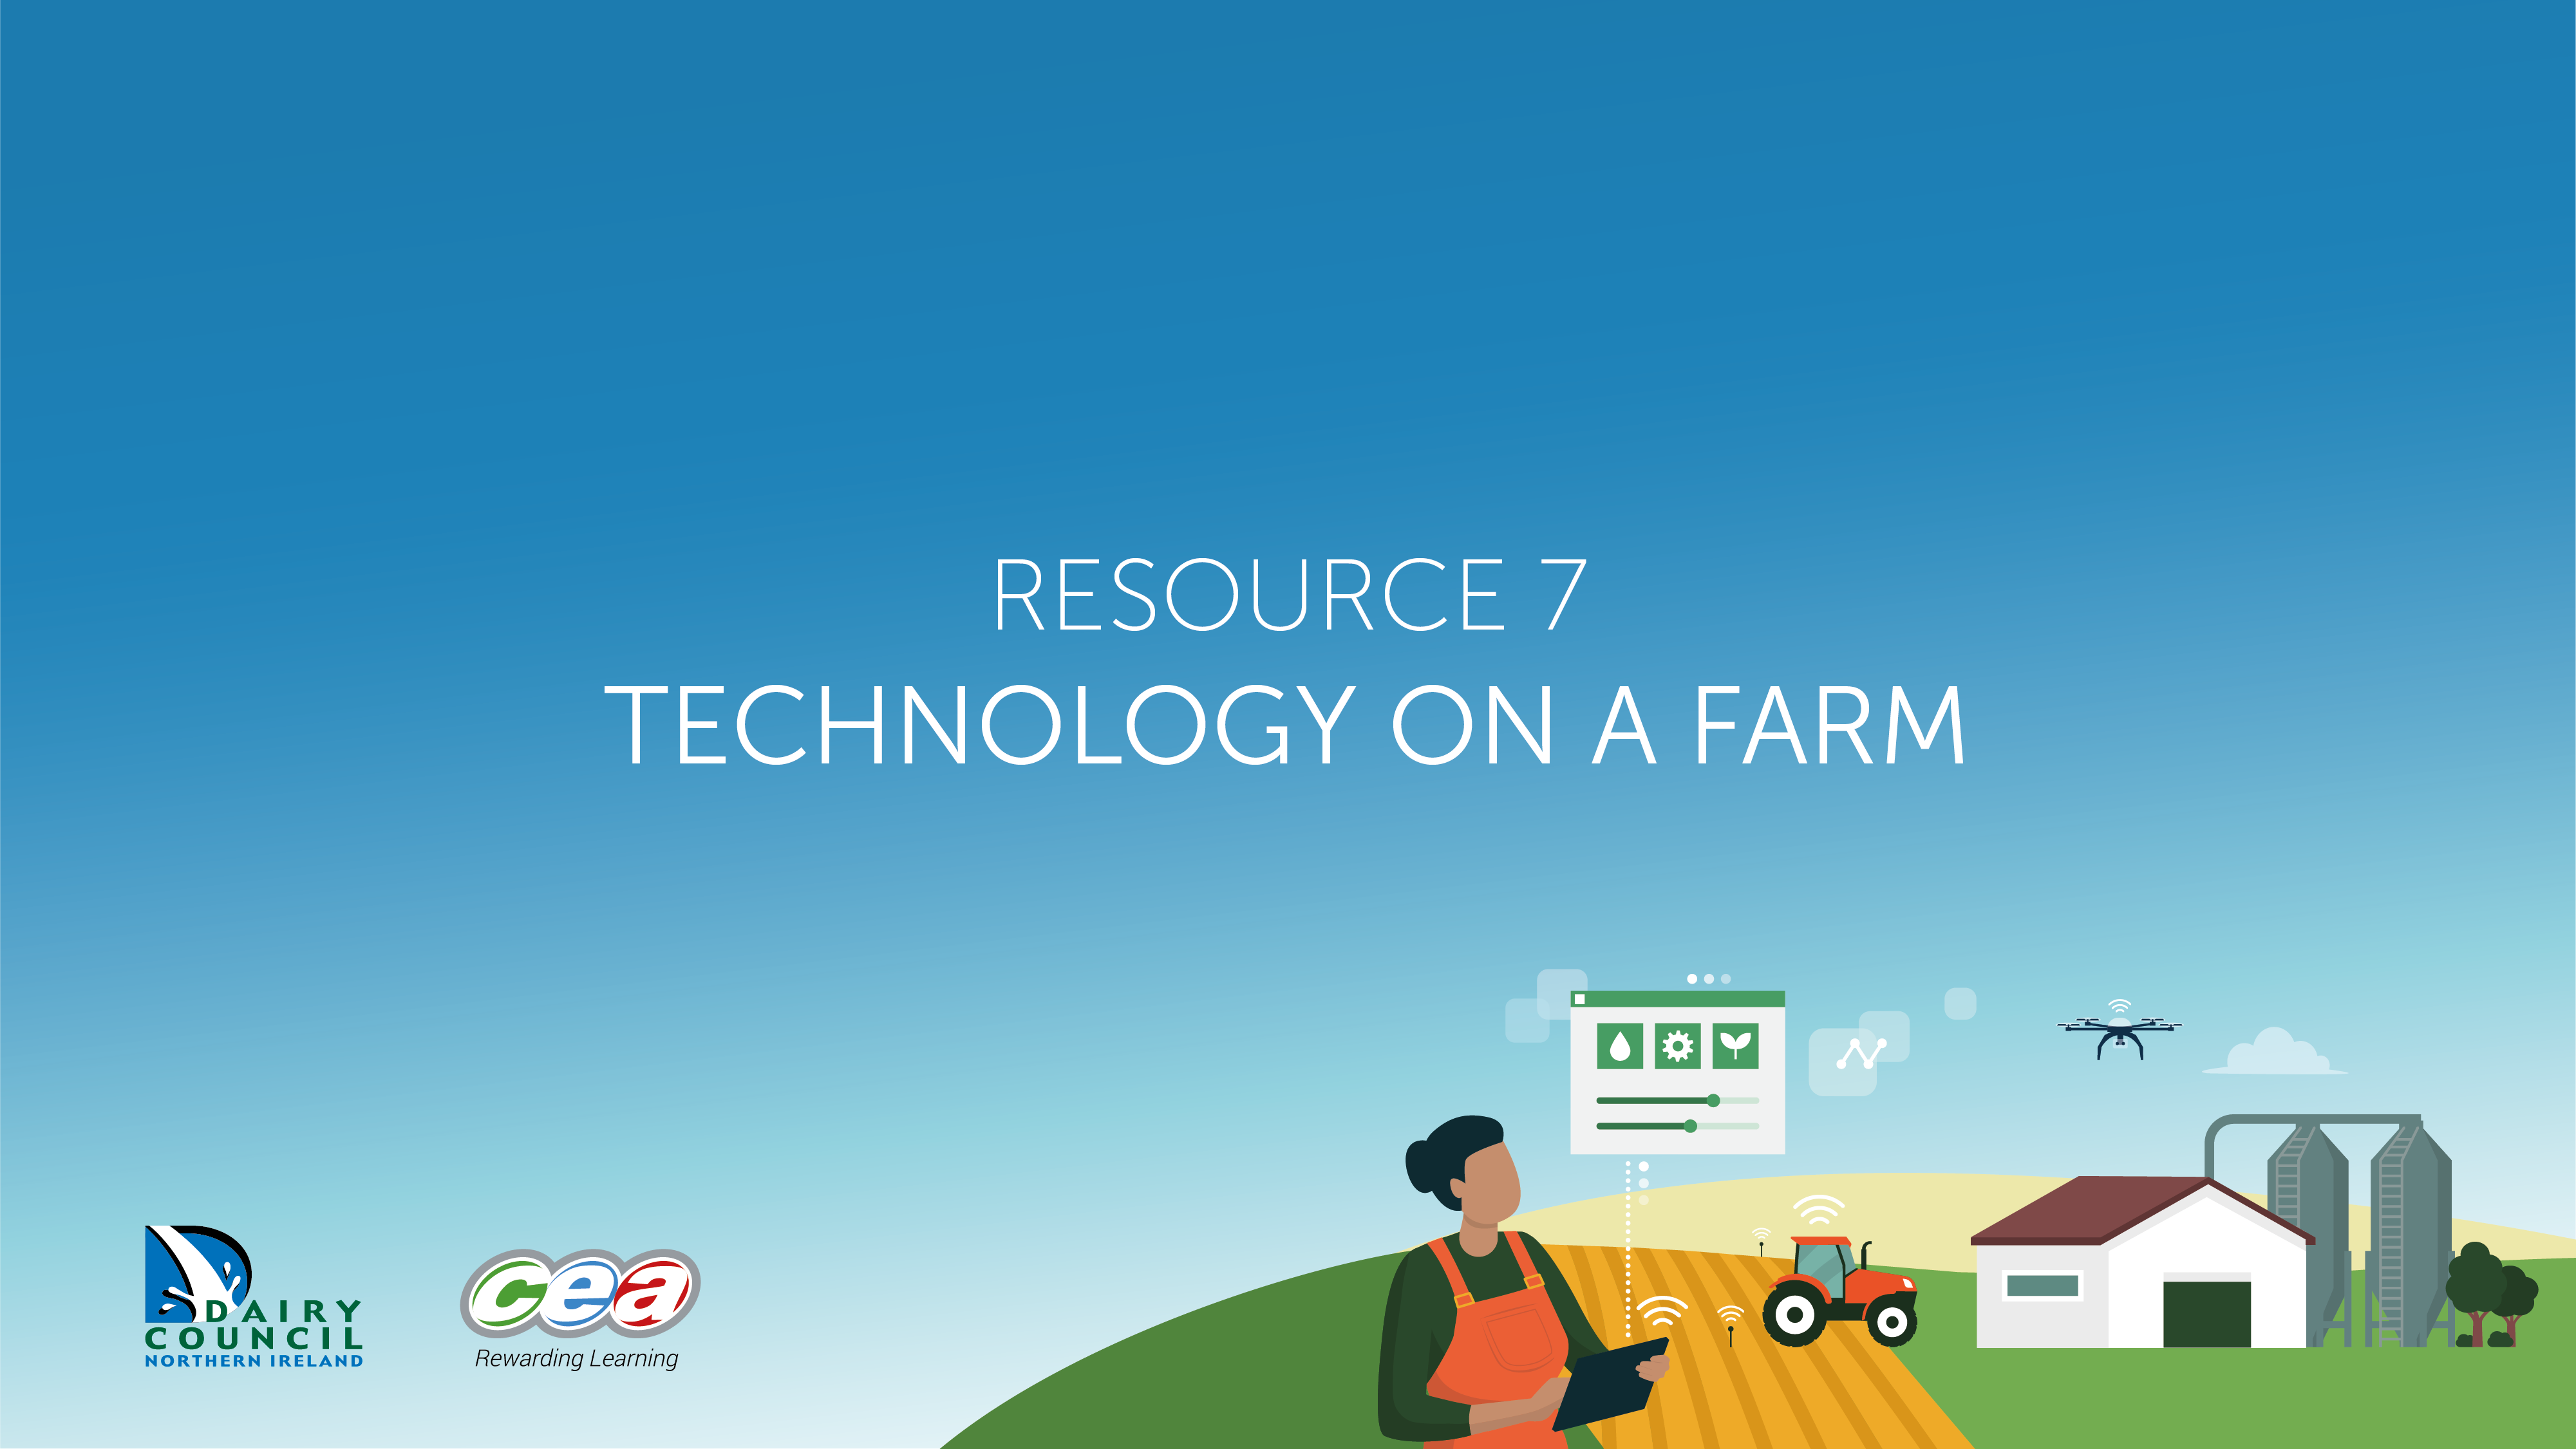 RESOURCE 7
TECHNOLOGY ON A FARM
DAIRY
COUNCIL
NORTHERN IRELAND
cea
Rewarding Learning